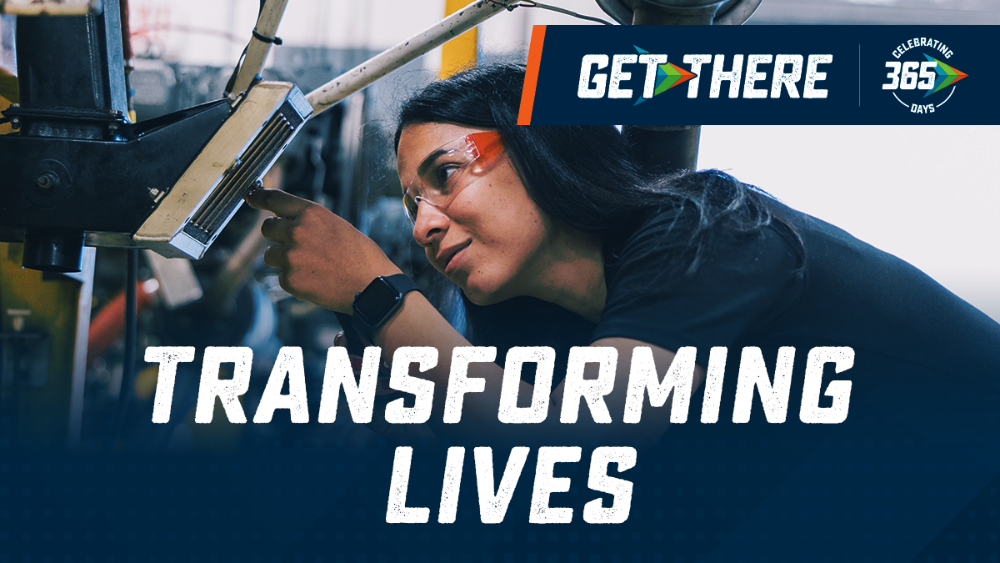 GET THERE
CELEBRATING
365
DAYS
TRANSFORMING
LIVES